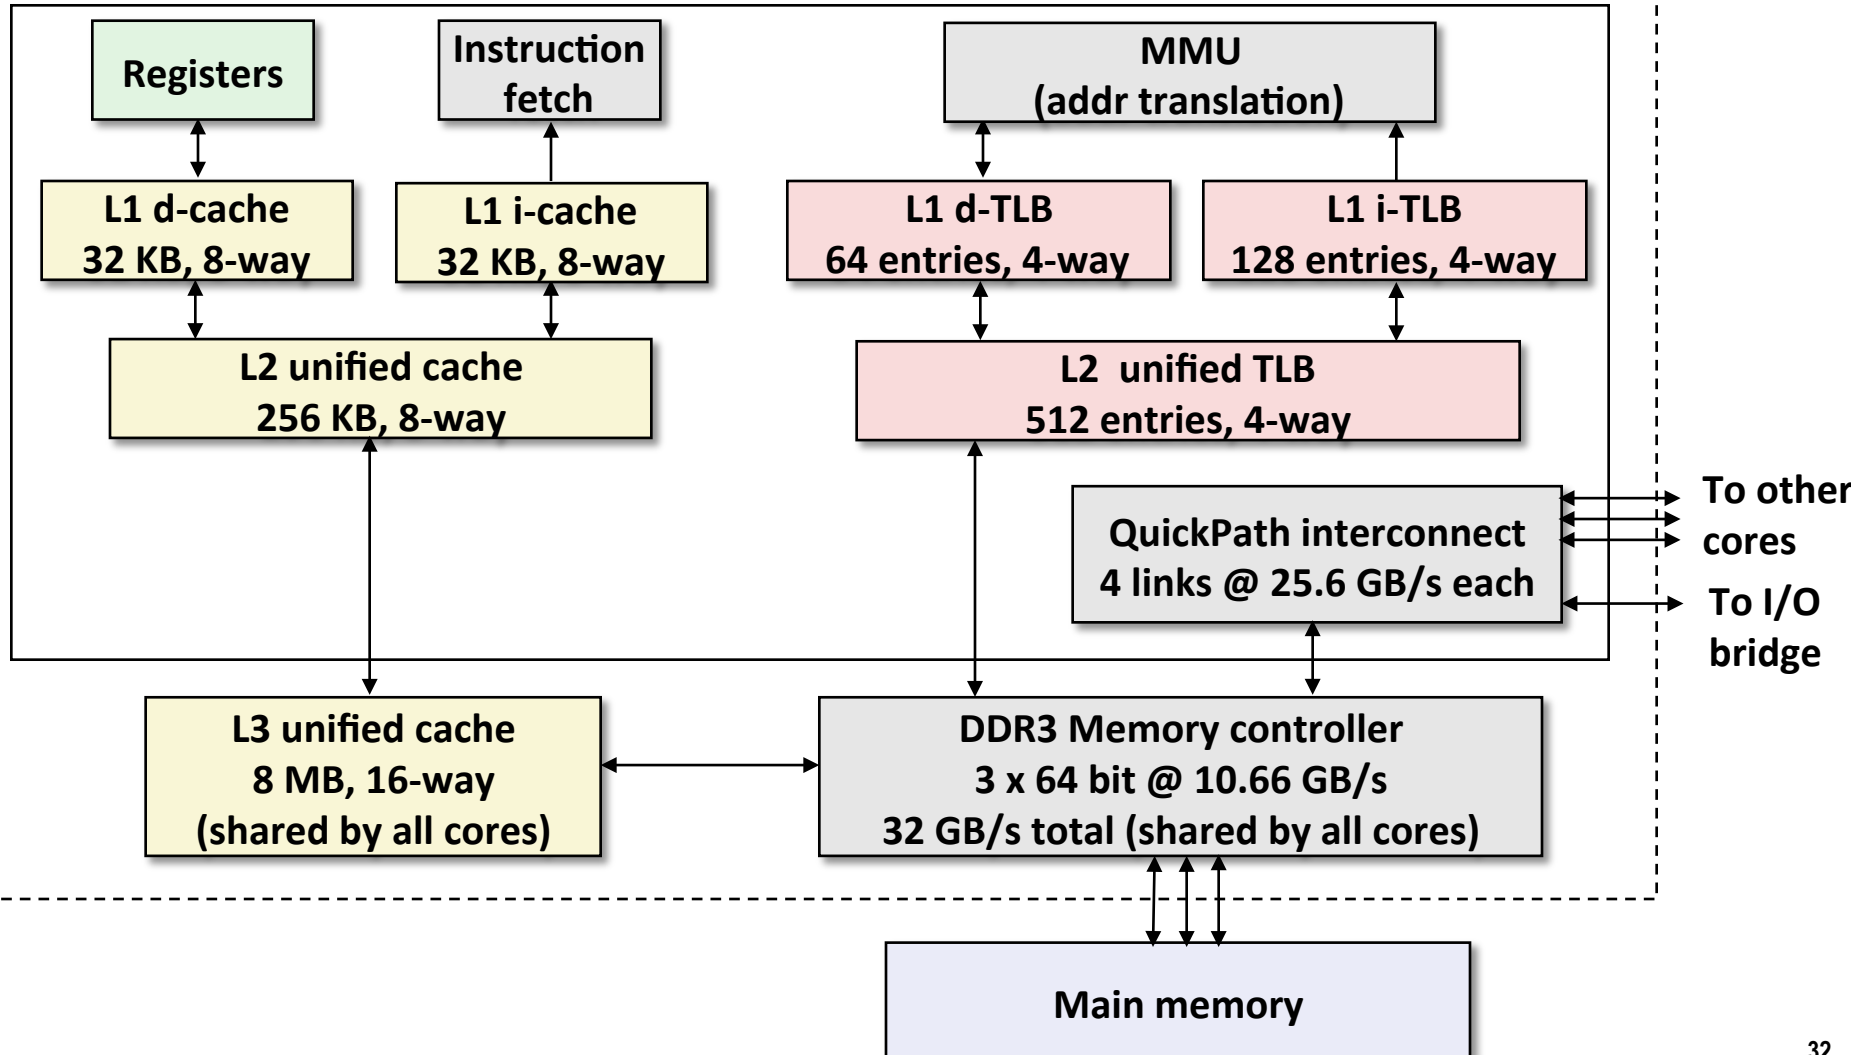 Registers
Instruction
fetch
MMU
(addr translation)
L1 d-cache
32 KB, 8-way
L1 i-cache
32 KB, 8-way
L1 d-TLB
64 entries, 4-way
L1 i-TLB
128 entries, 4-way
L2 unified cache
256 KB, 8-way
L2 unified TLB
512 entries, 4-way
QuickPath interconnect
4 links @ 25.6 GB/s each
To other
cores
To I/O
bridge
L3 unified cache
8 MB, 16-way
(shared by all cores)
DDR3 Memory controller
3 x 64 bit @ 10.66 GB/s
32 GB/s total (shared by all cores)
Main memory
32